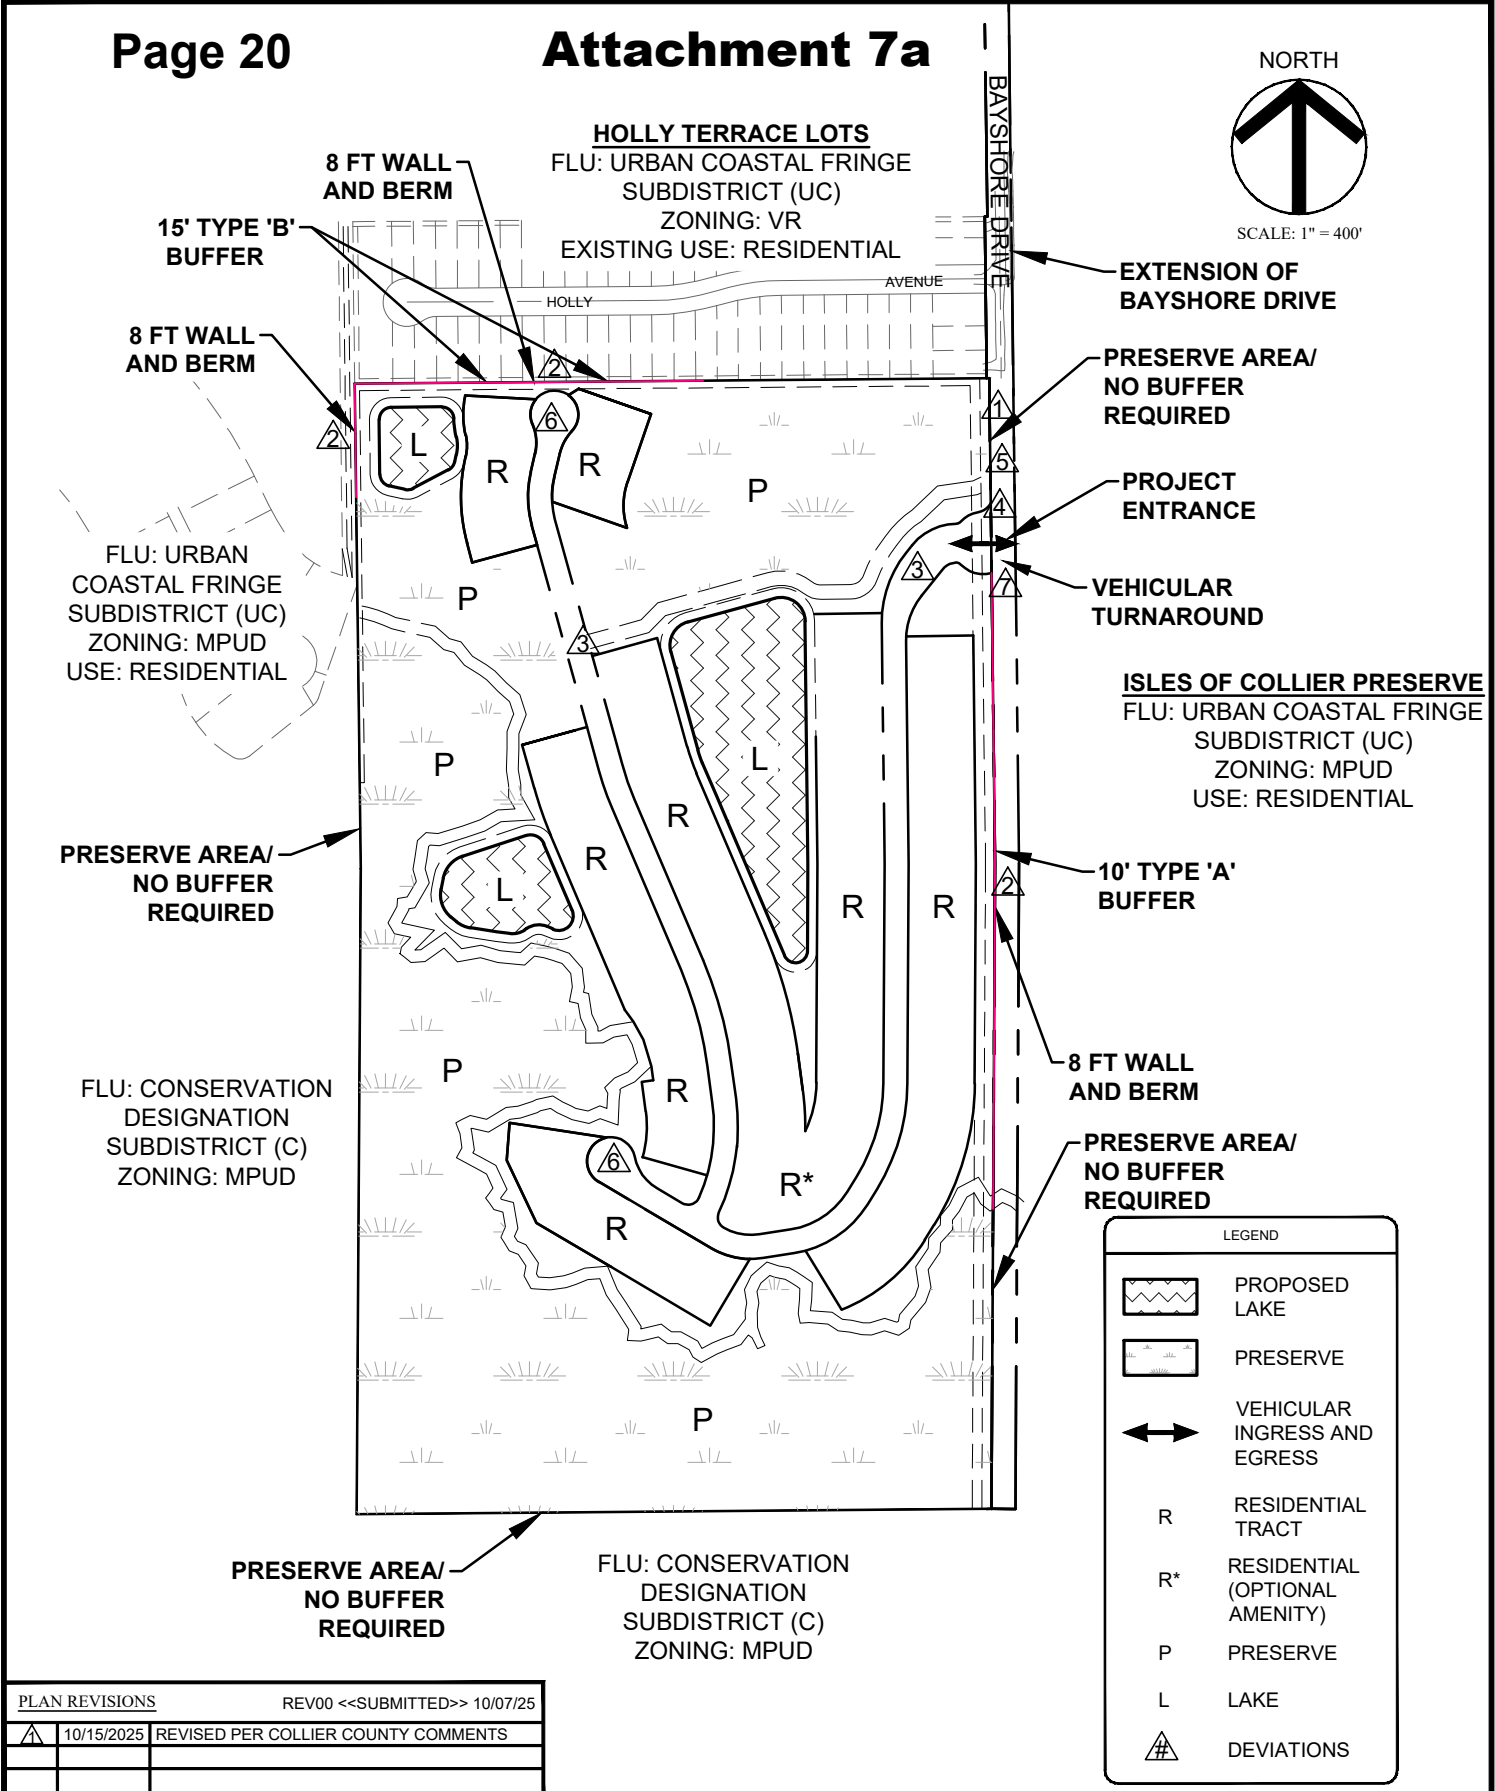 Page 20
Attachment 7a
NORTH
SCALE: 1" = 400'
BAYSHORE DRIVE
HOLLY TERRACE LOTS
FLU: URBAN COASTAL FRINGE
SUBDISTRICT (UC)
ZONING: VR
EXISTING USE: RESIDENTIAL
8 FT WALL
AND BERM
15' TYPE 'B'
BUFFER
8 FT WALL
AND BERM
HOLLY
AVENUE
EXTENSION OF
BAYSHORE DRIVE
PRESERVE AREA/
NO BUFFER
REQUIRED
PROJECT
ENTRANCE
VEHICULAR
TURNAROUND
2
2
6
1
5
4
3
7
3
L
R
R
P
P
FLU: URBAN
COASTAL FRINGE
SUBDISTRICT (UC)
ZONING: MPUD
USE: RESIDENTIAL
ISLES OF COLLIER PRESERVE
FLU: URBAN COASTAL FRINGE
SUBDISTRICT (UC)
ZONING: MPUD
USE: RESIDENTIAL
P
L
R
R
L
R
R
2
PRESERVE AREA/
NO BUFFER
REQUIRED
10' TYPE 'A'
BUFFER
8 FT WALL
AND BERM
P
R
FLU: CONSERVATION
DESIGNATION
SUBDISTRICT (C)
ZONING: MPUD
PRESERVE AREA/
NO BUFFER
REQUIRED
6
R*
R
P
PRESERVE AREA/
NO BUFFER
REQUIRED
FLU: CONSERVATION
DESIGNATION
SUBDISTRICT (C)
ZONING: MPUD
LEGEND
PROPOSED
LAKE
PRESERVE
VEHICULAR
INGRESS AND
EGRESS
R RESIDENTIAL
TRACT
R* RESIDENTIAL
(OPTIONAL
AMENITY)
P PRESERVE
L LAKE
# DEVIATIONS
PLAN REVISIONS REV00 <<SUBMITTED>> 10/07/25
1 10/15/2025 REVISED PER COLLIER COUNTY COMMENTS